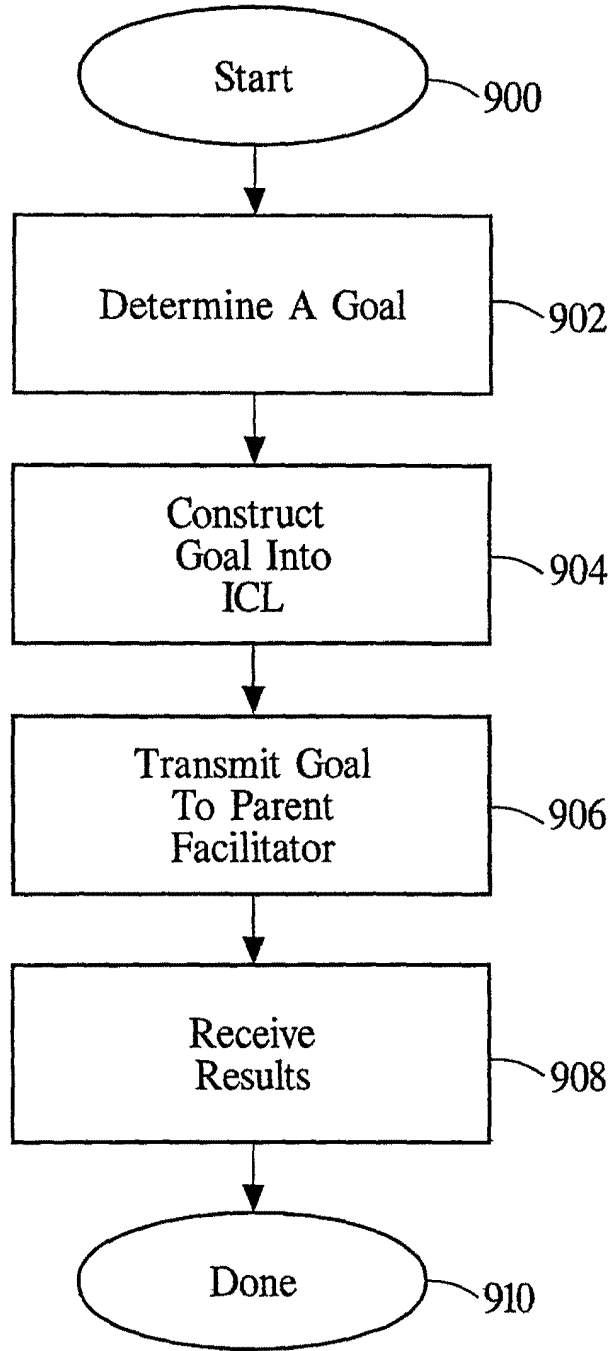 Start
900
Determine A Goal
902
Construct
Goal Into
ICL
904
Transmit Goal
To Parent
Facilitator
906
Receive
Results
908
Done
910